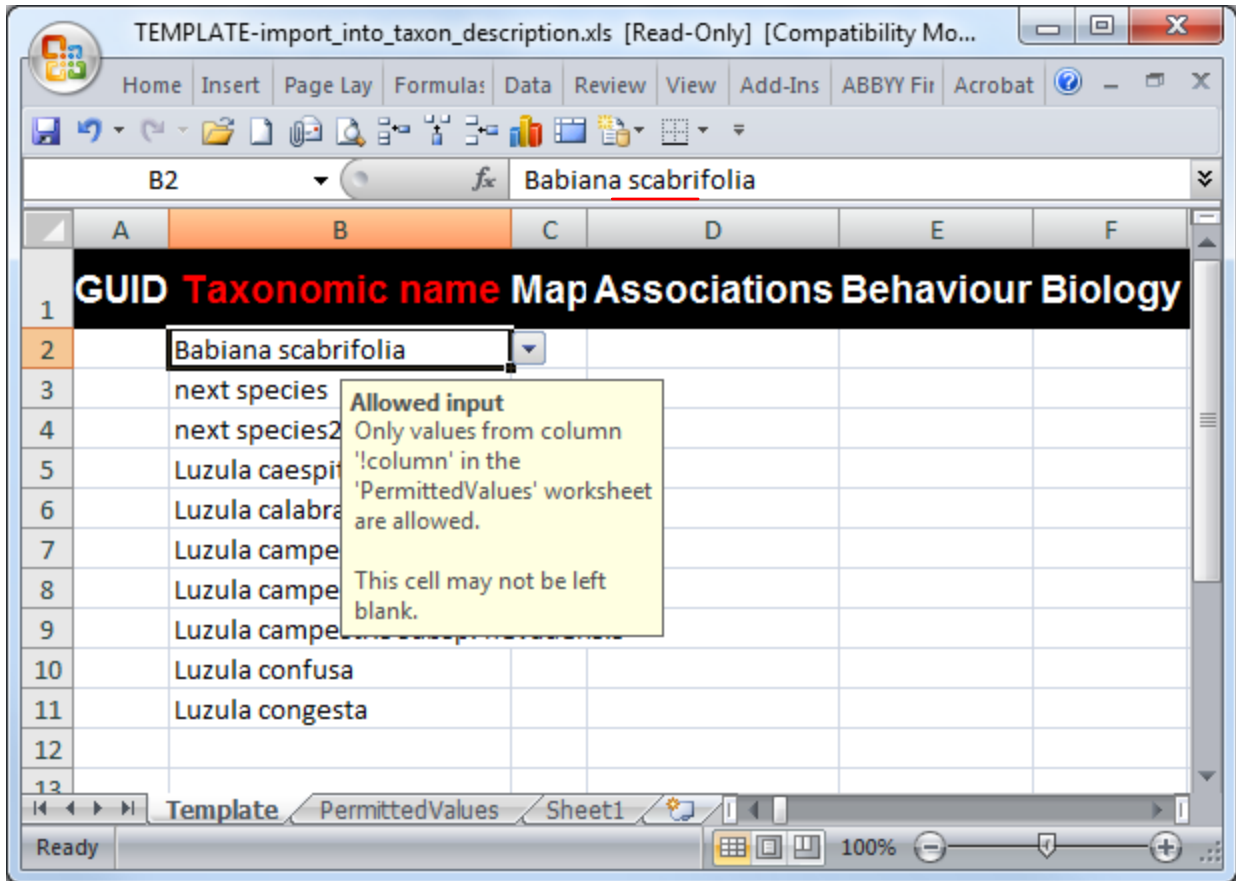 TEMPLATE-import_into_taxon_description.xls [Read-Only] [Compatibility Mo...
Home Insert Page Lay Formulas Data Review View Add-Ins ABBYY Fir Acrobat
B2 fx Babiana scabrifolia
A B C D E F
1 GUID Taxonomic name Map Associations Behaviour Biology
2 Babiana scabrifolia
3 next species
4 next species2
5 Luzula caespit
6 Luzula calabra
7 Luzula campe
8 Luzula campe
9 Luzula campe
10 Luzula confusa
11 Luzula congesta
12
13
Allowed input
Only values from column
'!column' in the
'PermittedValues' worksheet
are allowed.
This cell may not be left
blank.
Template PermittedValues Sheet1
Ready 100%